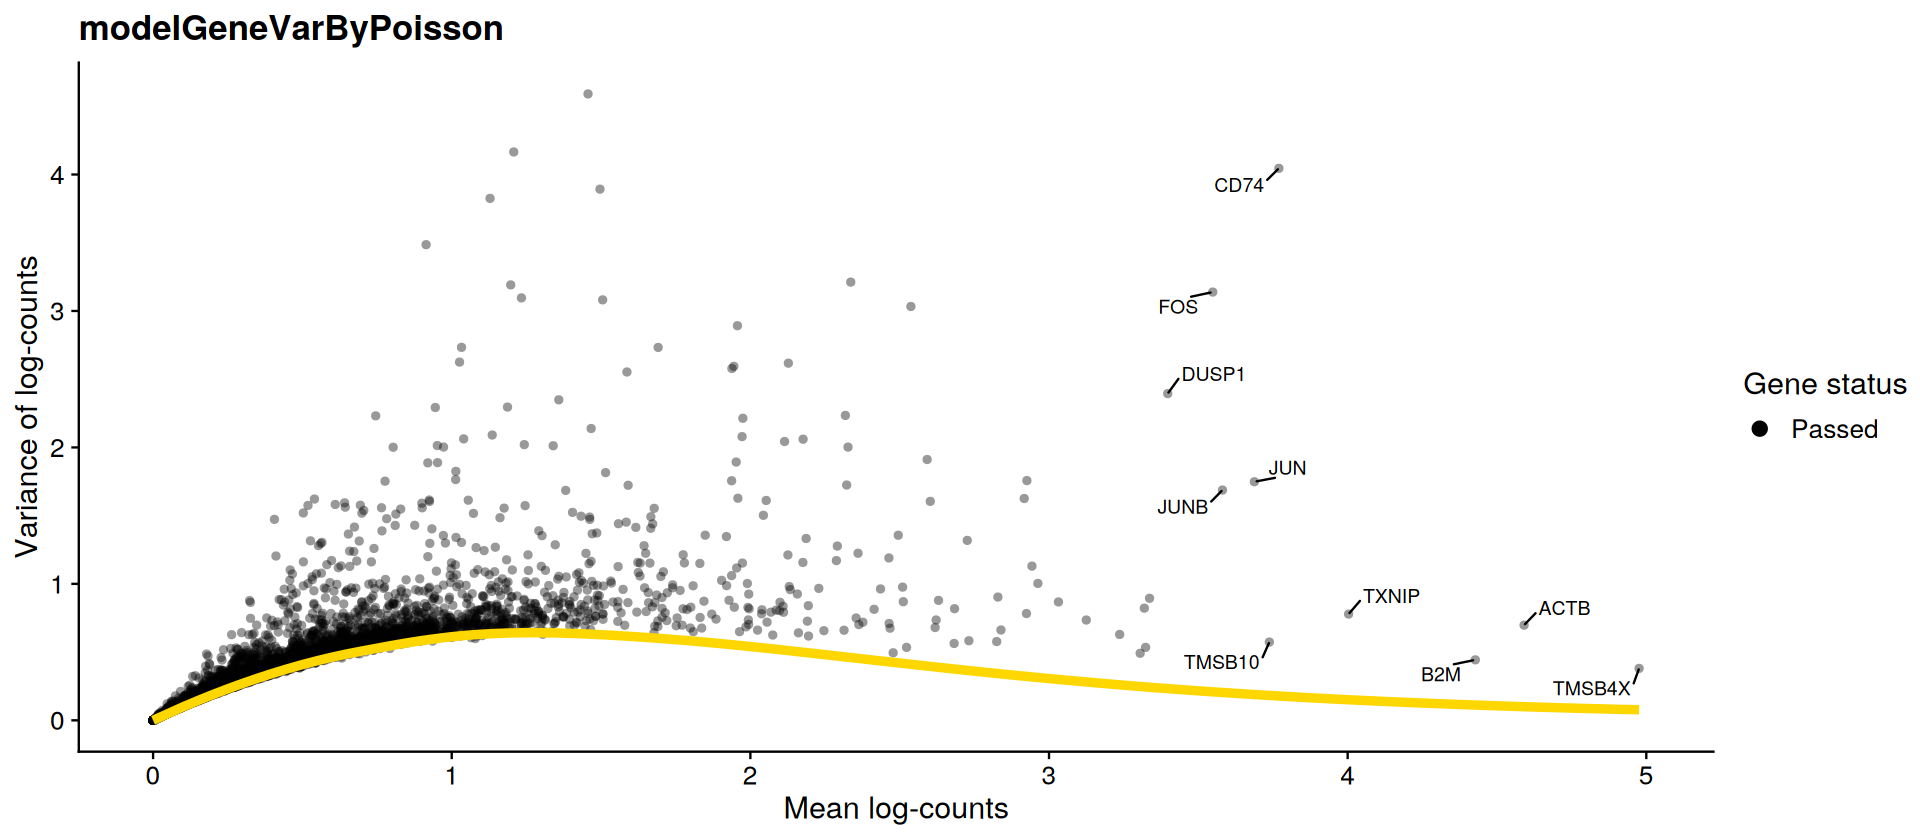 modelGeneVarByPoisson
Variance of log-counts
4
3
2
1
0
CD74
FOS
DUSP1
JUN
JUNB
TXNIP
ACTB
TMSB10
B2M
TMSB4X
0 1 2 3 4 5
Mean log-counts
Gene status
Passed